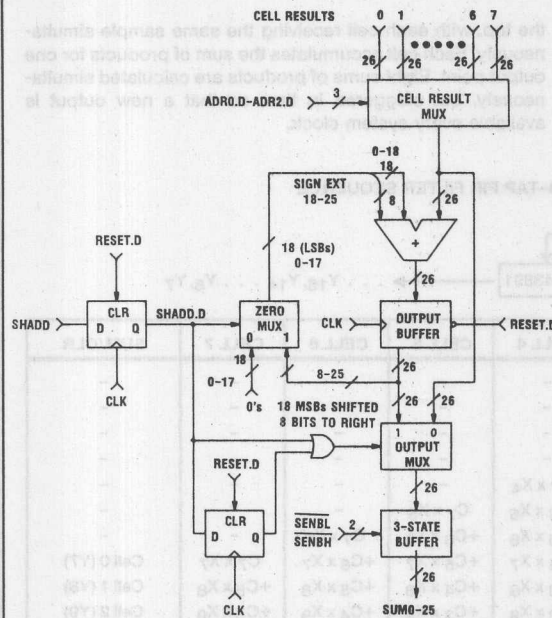 CELL RESULTS
0 6 7
26 26 26 26
ADR0.D-ADR2.D 3 CELL RESULT
MUX
0-18
18
SIGN EXT
18-25 8 26
18 (LSBs)
0-17
+
26
RESET.D
CLR
SHADD D Q SHADD.D
CLK
ZERO
MUX
0 1
CLK OUTPUT
BUFFER RESET.D
18 26
0-17 8-25
0's
26 26
18 MSBs SHIFTED
8 BITS TO RIGHT
1 0
OUTPUT
MUX
26
RESET.D
CLR
D Q
CLK
SENBL 2
SENBH
3-STATE
BUFFER
26
SUM0-25